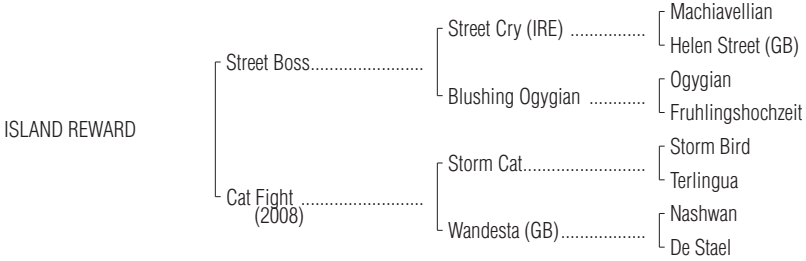 Machiavellian
Street Cry (IRE) ................
Helen Street (GB)
Street Boss........................
Ogygian
Blushing Ogygian ............
Fruhlingshochzeit
ISLAND REWARD
Storm Bird
Storm Cat..........................
Terlingua
Cat Fight ..........................
(2008)
Nashwan
Wandesta (GB)..................
De Stael